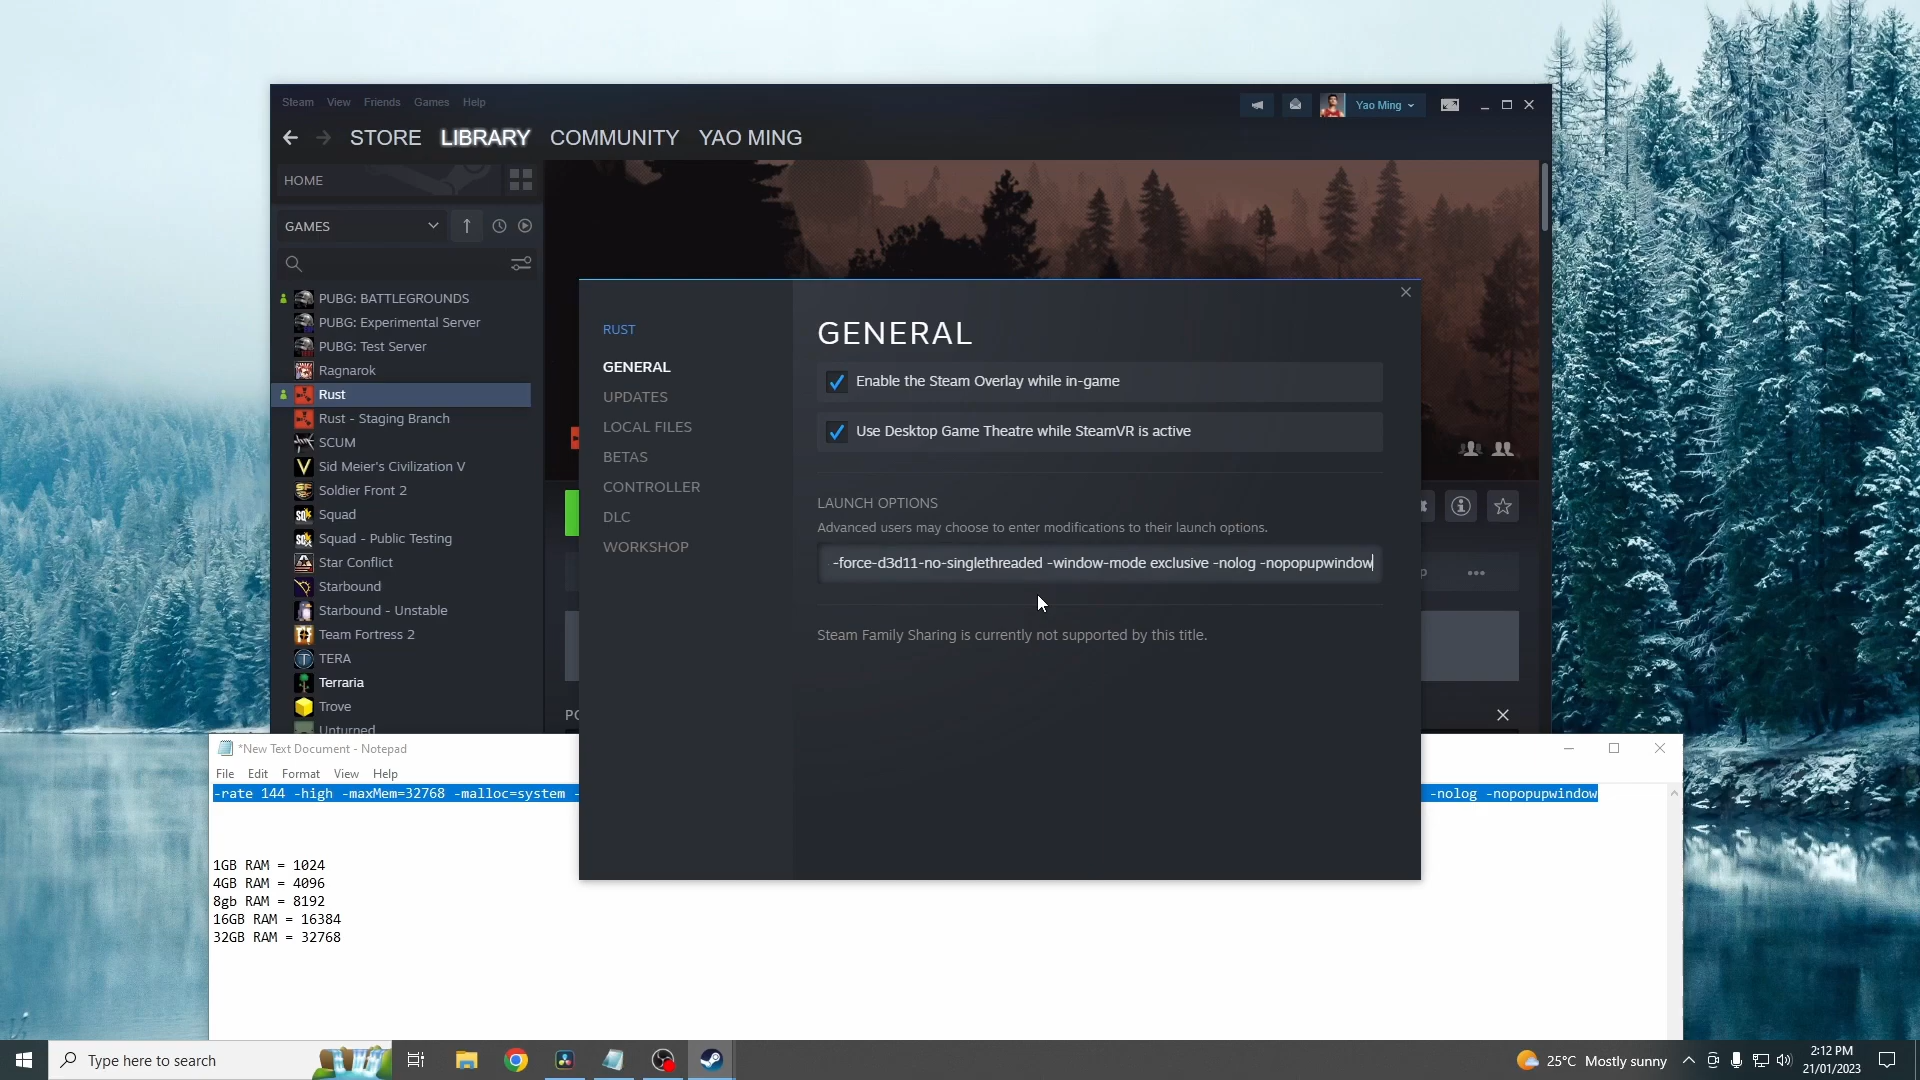 Steam View Friends Games Help
Yao Ming
STORE LIBRARY COMMUNITY YAO MING
HOME
GAMES
PUBG: BATTLEGROUNDS
PUBG: Experimental Server
PUBG: Test Server
Ragnarok
Rust
Rust - Staging Branch
SCUM
Sid Meier's Civilization V
Soldier Front 2
Squad
Squad - Public Testing
Star Conflict
Starbound
Starbound - Unstable
Team Fortress 2
TERA
Terraria
Trove
Unturned
RUST
GENERAL
UPDATES
LOCAL FILES
BETAS
CONTROLLER
DLC
WORKSHOP
GENERAL
Enable the Steam Overlay while in-game
Use Desktop Game Theatre while SteamVR is active
LAUNCH OPTIONS
Advanced users may choose to enter modifications to their launch options.
-force-d3d11-no-singlethreaded -window-mode exclusive -nolog -nopopupwindow
Steam Family Sharing is currently not supported by this title.
*New Text Document - Notepad
File Edit Format View Help
-rate 144 -high -maxMem=32768 -malloc=system - -nolog -nopopupwindow
1GB RAM = 1024
4GB RAM = 4096
8gb RAM = 8192
16GB RAM = 16384
32GB RAM = 32768
Type here to search
25°C Mostly sunny
2:12 PM
21/01/2023